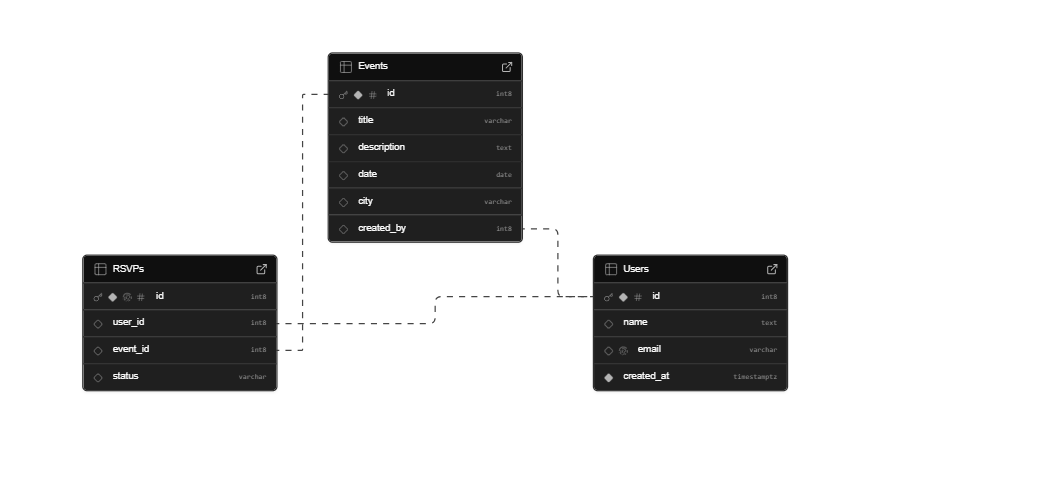 Events
id int8
title varchar
description text
date date
city varchar
created_by int8
RSVPs
id int8
user_id int8
event_id int8
status varchar
Users
id int8
name text
email varchar
created_at timestamptz